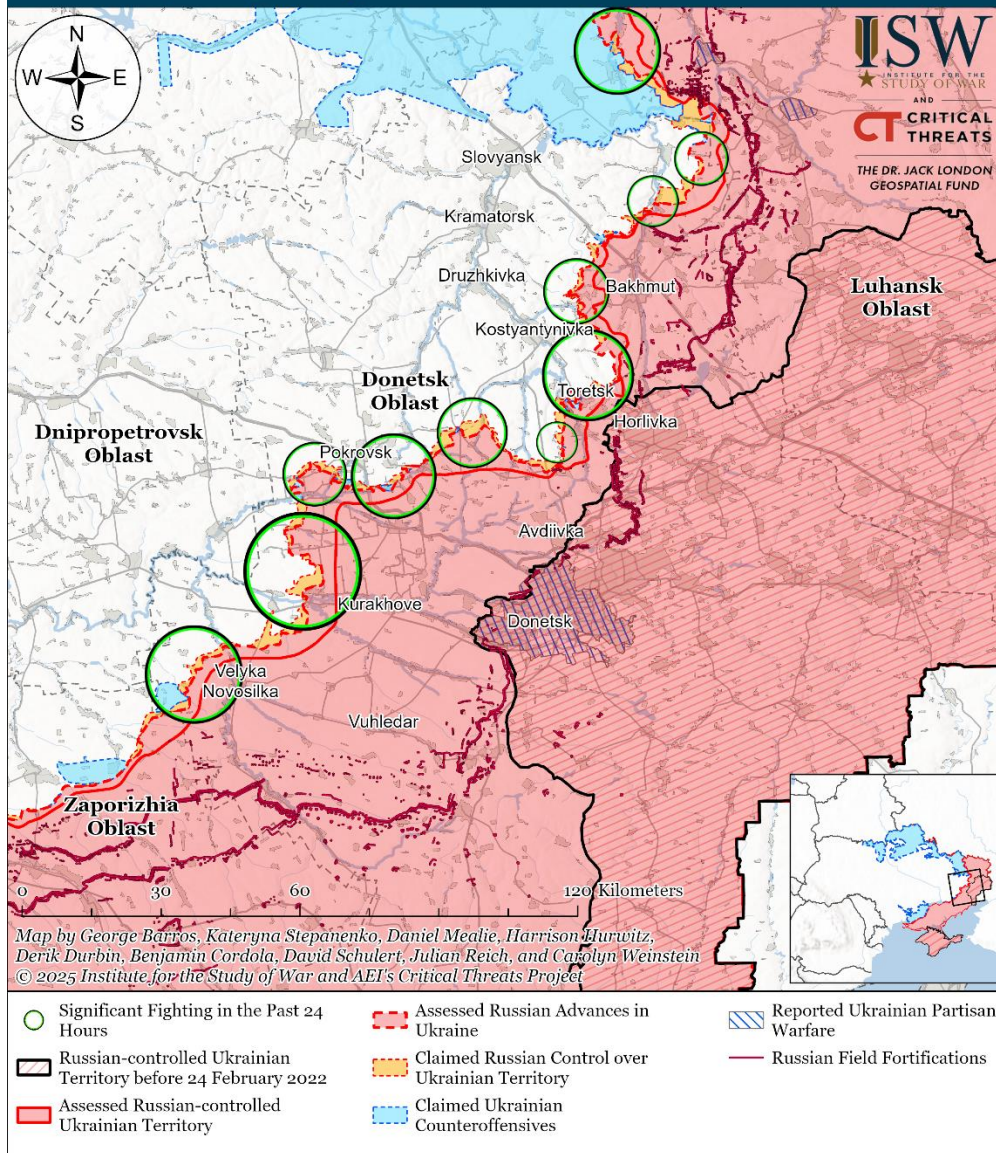 N
W E
S
ISW
INSTITUTE FOR THE
STUDY OF WAR
AND
CT CRITICAL
THREATS
THE DR. JACK LONDON
GEOSPATIAL FUND
Slovyansk
Kramatorsk
Druzhkivka
Bakhmut
Luhansk
Oblast
Kostyantynivka
Donetsk
Oblast
Toretsk
Horlivka
Dnipropetrovsk
Oblast
Pokrovsk
Avdiivka
Kurakhove
Donetsk
Velyka
Novosilka
Vuhledar
Zaporizhia
Oblast
0 30 60 120 Kilometers
Map by George Barros, Kateryna Stepanenko, Daniel Mealie, Harrison Hurwitz,
Derik Durbin, Benjamin Cordola, David Schulert, Julian Reich, and Carolyn Weinstein
© 2025 Institute for the Study of War and AEI's Critical Threats Project
Significant Fighting in the Past 24
Hours
Russian-controlled Ukrainian
Territory before 24 February 2022
Assessed Russian-controlled
Ukrainian Territory
Assessed Russian Advances in
Ukraine
Claimed Russian Control over
Ukrainian Territory
Claimed Ukrainian
Counteroffensives
Reported Ukrainian Partisan
Warfare
Russian Field Fortifications